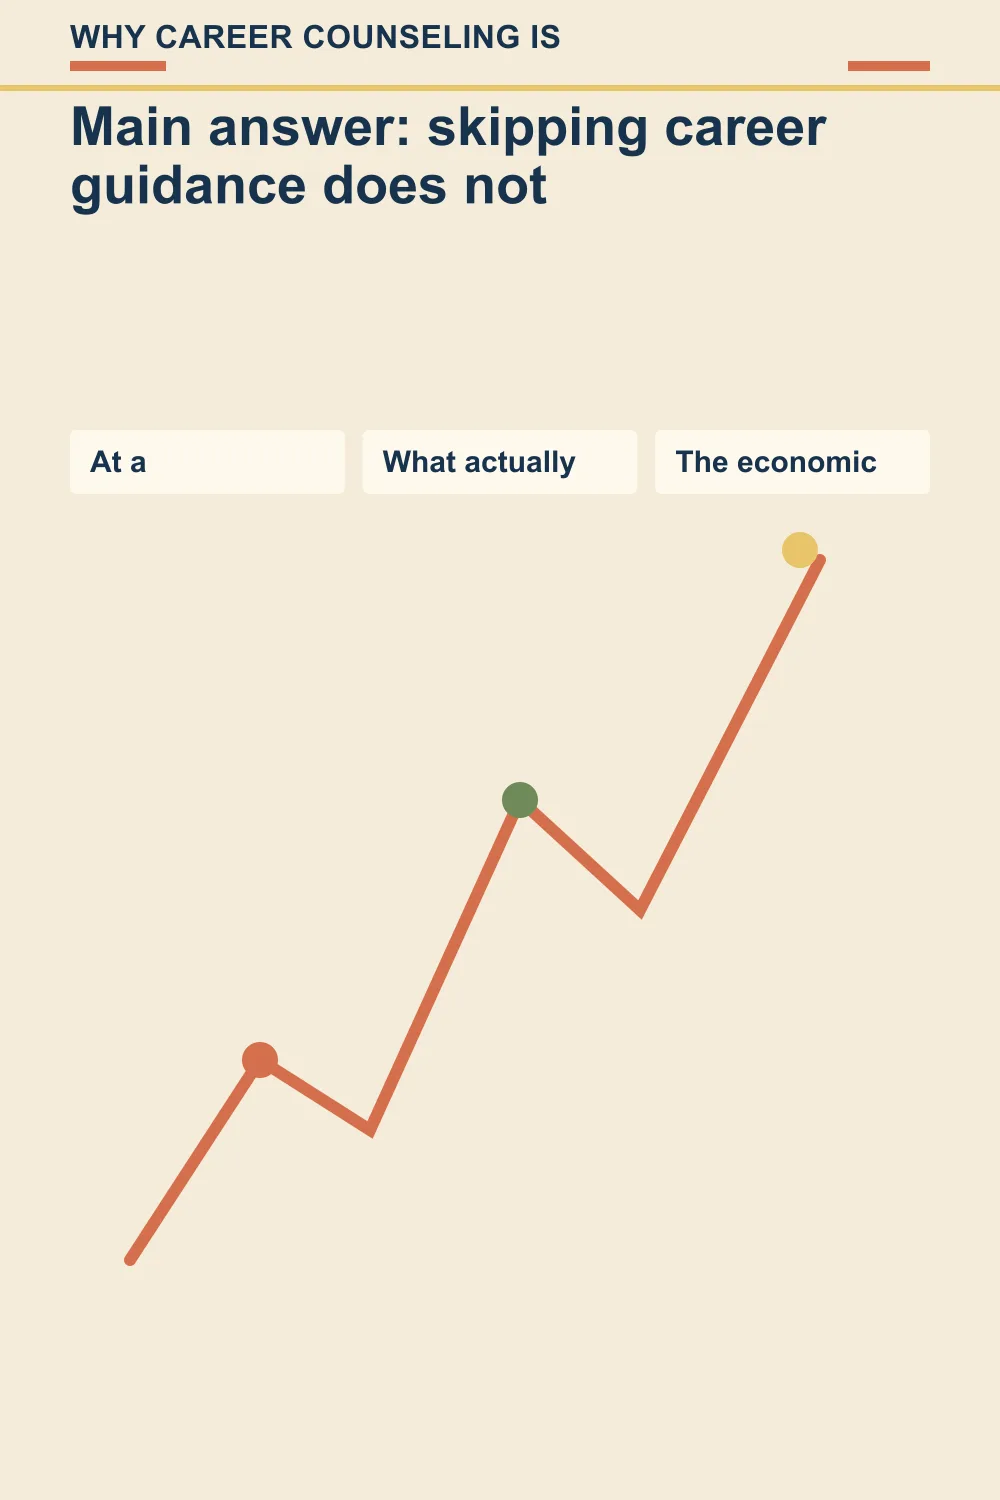 WHY CAREER COUNSELING IS
Main answer: skipping career
guidance does not
At a
What actually
The economic